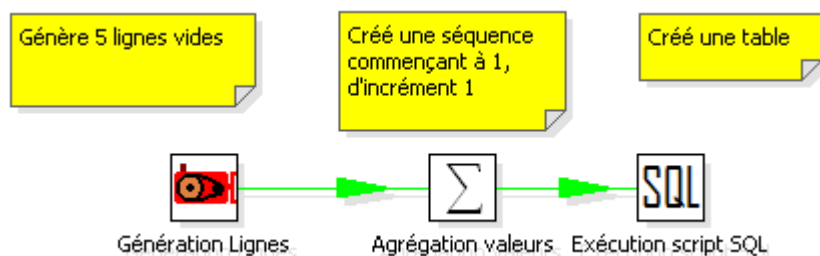 Génère 5 lignes vides
Créé une séquence
commençant à 1,
d'incrément 1
Créé une table
Σ
SQL
Génération Lignes
Agrégation valeurs
Exécution script SQL